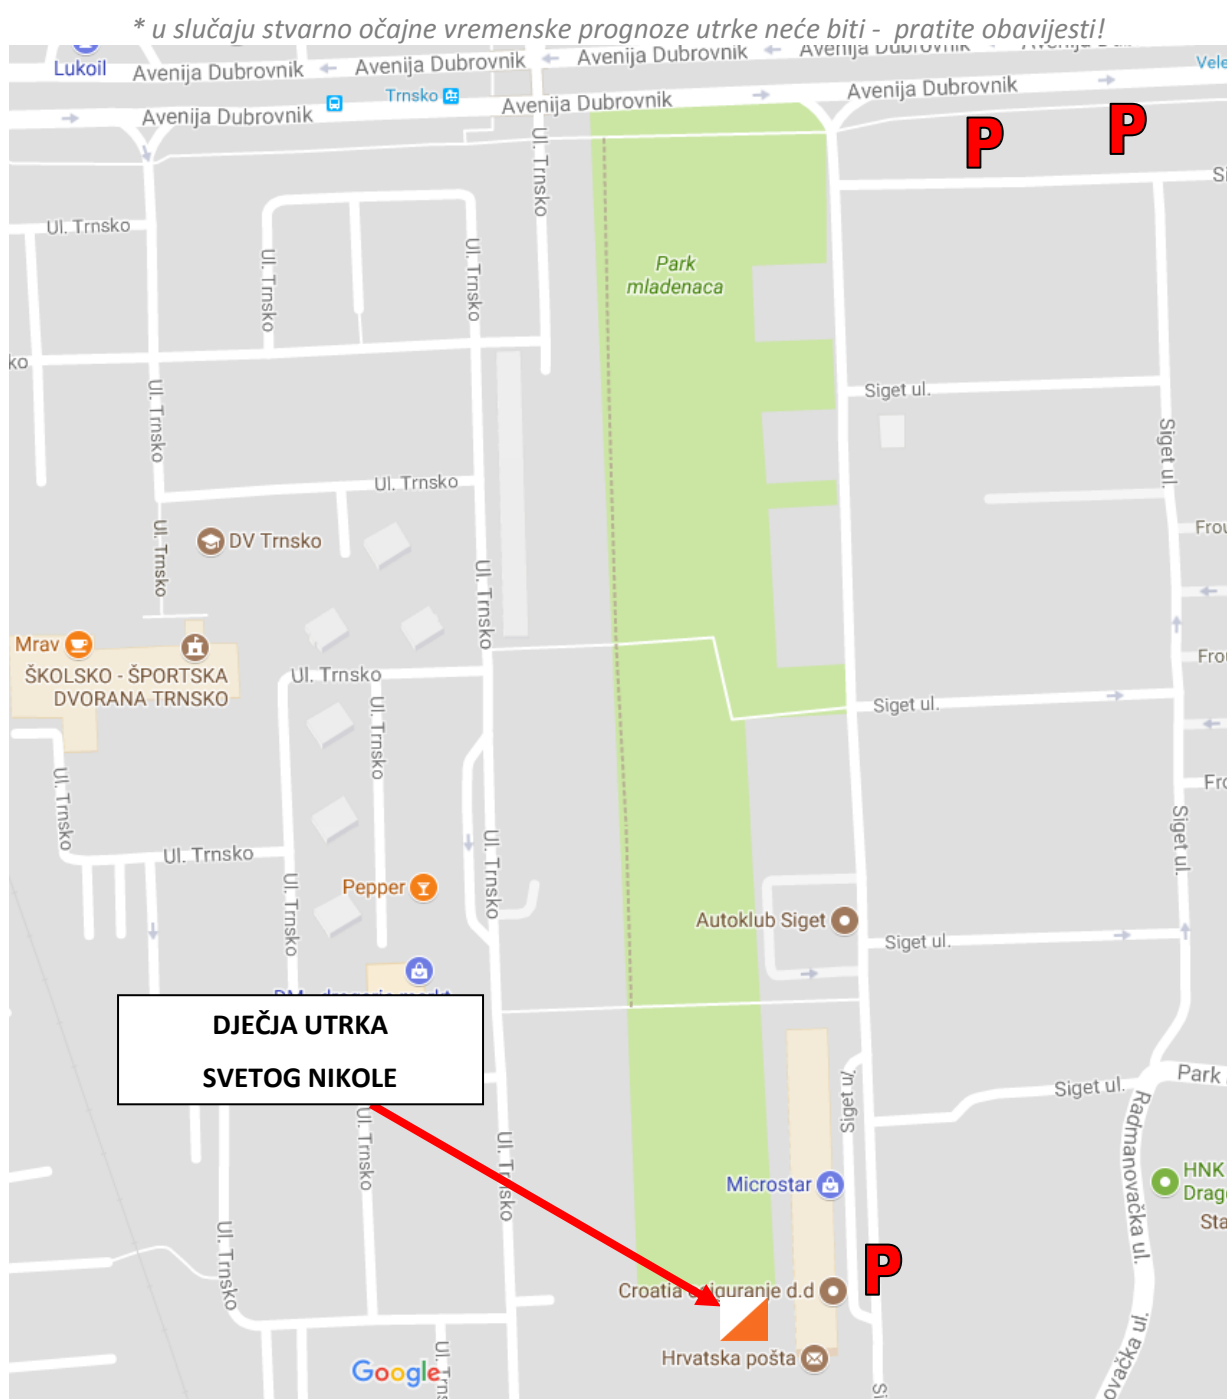 * u slučaju stvarno očajne vremenske prognoze utrke neće biti - pratite obavijesti!
Lukoil
Avenija Dubrovnik
Avenija Dubrovnik
Avenija Dubrovnik
Avenija Dubrovnik
Avenija Dubrovnik
Avenija Dubrovnik
Avenija Dubrovnik
Trnsko
P
P
Ul. Trnsko
Ul. Trnsko
Ul. Trnsko
Ul. Trnsko
Park
mladenaca
Ul. Trnsko
Siget ul.
Siget ul.
Ul. Trnsko
Ul. Trnsko
DV Trnsko
Ul. Trnsko
Mrav
ŠKOLSKO - ŠPORTSKA
DVORANA TRNSKO
Ul. Trnsko
Ul. Trnsko
Siget ul.
Ul. Trnsko
Ul. Trnsko
Ul. Trnsko
Ul. Trnsko
Siget ul.
Pepper
Ul. Trnsko
Autoklub Siget
Siget ul.
DJEČJA UTRKA
SVETOG NIKOLE
Siget ul.
Park
Siget ul.
Radmanovačka ul.
Ul. Trnsko
Ul. Trnsko
Microstar
HNK
Ul. Trnsko
P
Croatia osiguranje d.d
Hrvatska pošta
Google
Ul. Trnsko